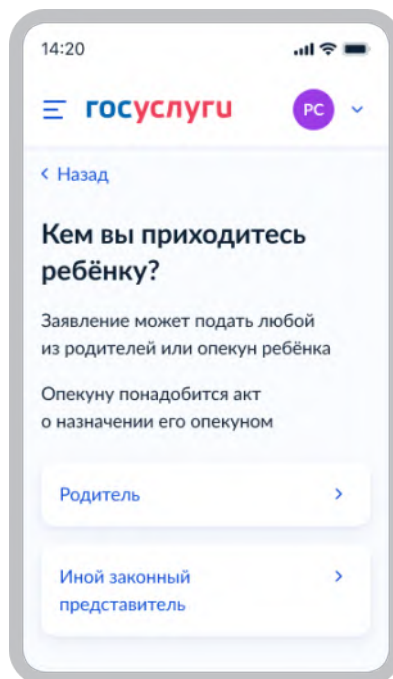 14:20
госуслуги
РС
Назад
Кем вы приходитесь
ребёнку?
Заявление может подать любой
из родителей или опекун ребёнка
Опекуну понадобится акт
о назначении его опекуном
Родитель
Иной законный
представитель